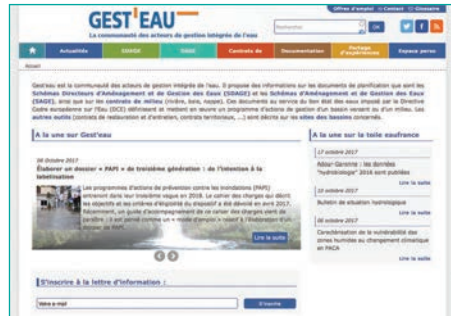 Offres d'emploi Contact Glossaire
GEST'EAU
La communauté des acteurs de gestion intégrée de l'eau
Rechercher
OK
Actualités SDAGE SAGE Contrats de Documentation Partage d'expériences Espace perso
Accueil
Gest'eau est la communauté des acteurs de gestion intégrée de l'eau. Il propose des informations sur les documents de planification que sont les
Schémas Directeurs d'Aménagement et de Gestion des Eaux (SDAGE) et les Schémas d'Aménagement et de Gestion des Eaux
(SAGE), ainsi que sur les contrats de milieu (rivière, baie, nappe). Ces documents au service du bon état des eaux imposé par la Directive
Cadre européenne sur l'Eau (DCE) définissent et mettent en œuvre un programme d'actions de gestion d'un bassin versant ou d'un milieu. Les
autres outils (contrats de restauration et d'entretien, contrats territoriaux, ...) sont décrits sur les sites des bassins concernés.
A la une sur Gest'eau
06 Octobre 2017
Élaborer un dossier « PAPI » de troisième génération : de l'intention à la
labellisation
Les programmes d'actions de prévention contre les inondations (PAPI)
entreront dans leur troisième vague en 2018. Le cahier des charges qui décrit
les objectifs et les critères d'éligibilité du dispositif a été dévoilé en avril 2017.
Récemment, un guide d'accompagnement de ce cahier des charges vient de
paraître : il est pensé comme un « mode d'emploi » relatif à l'élaboration d'un
dossier de PAPI.
Lire la suite
A la une sur la toile eaufrance
17 octobre 2017
Adour-Garonne : les données
"hydrobiologie" 2016 sont publiées
Lire la suite
13 octobre 2017
Bulletin de situation hydrologique
Lire la suite
06 octobre 2017
Caractérisation de la vulnérabilité des
zones humides au changement climatique
en PACA
Lire la suite
S'inscrire à la lettre d'information :
Votre e-mail
S'inscrire